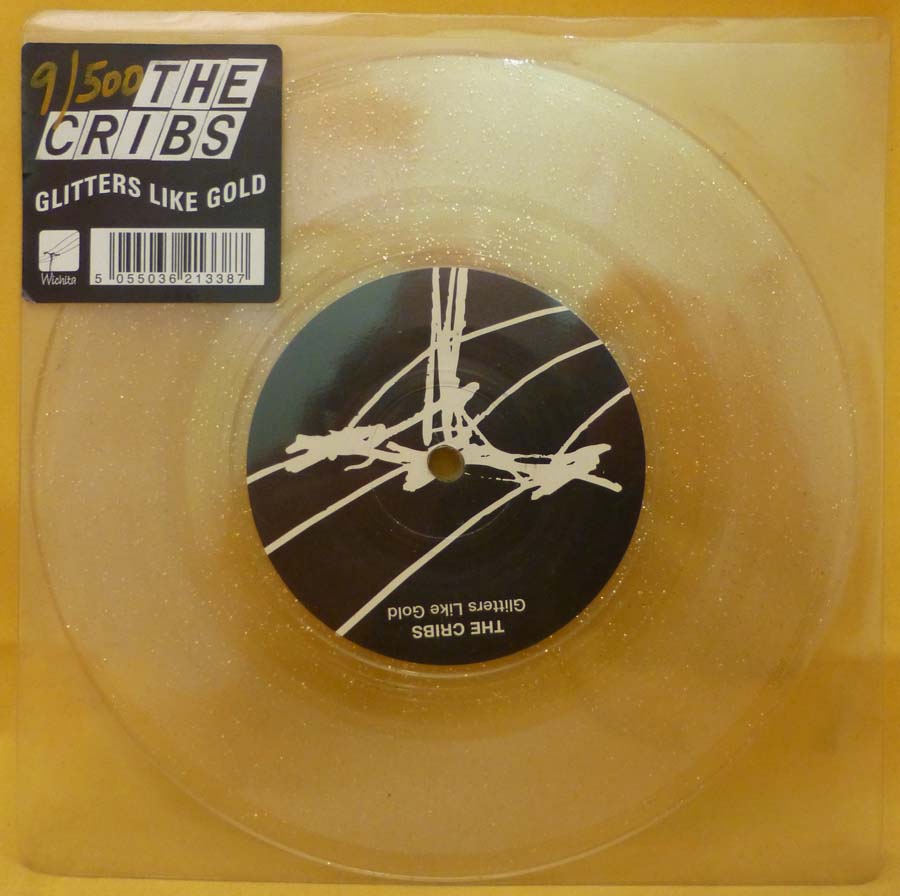 9/500 THE
CRIBS
GLITTERS LIKE GOLD
Wichita
5 055036 213387
THE CRIBS
Glitters Like Gold